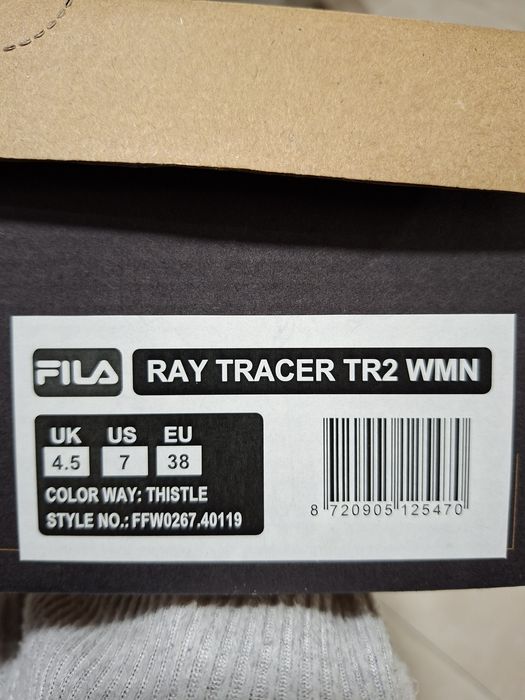 FILA
RAY TRACER TR2 WMN
UK US EU
4.5 7 38
COLOR WAY: THISTLE
STYLE NO.: FFW0267.40119
8 720905 125470